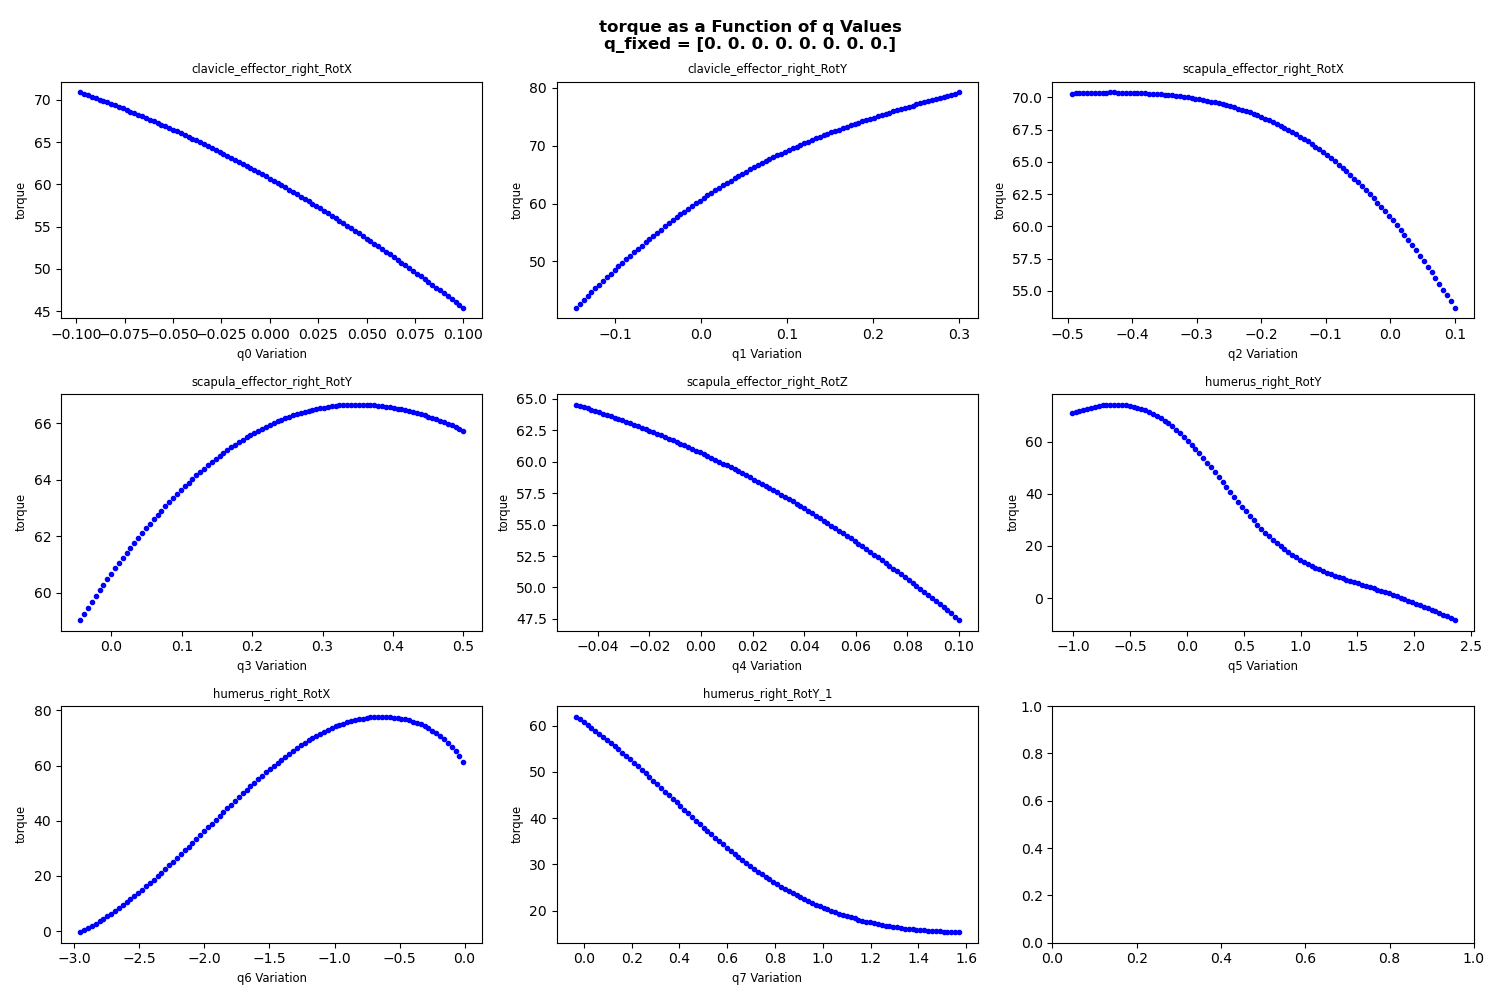 torque as a Function of q Values
q_fixed = [0. 0. 0. 0. 0. 0. 0. 0.]
clavicle_effector_right_RotX
torque
70
65
60
55
50
45
−0.100−0.075−0.050−0.025 0.000 0.025 0.050 0.075 0.100
q0 Variation
clavicle_effector_right_RotY
torque
80
70
60
50
−0.1 0.0 0.1 0.2 0.3
q1 Variation
scapula_effector_right_RotX
torque
70.0
67.5
65.0
62.5
60.0
57.5
55.0
−0.5 −0.4 −0.3 −0.2 −0.1 0.0 0.1
q2 Variation
scapula_effector_right_RotY
torque
66
64
62
60
0.0 0.1 0.2 0.3 0.4 0.5
q3 Variation
scapula_effector_right_RotZ
torque
65.0
62.5
60.0
57.5
55.0
52.5
50.0
47.5
−0.04 −0.02 0.00 0.02 0.04 0.06 0.08 0.10
q4 Variation
humerus_right_RotY
torque
60
40
20
0
−1.0 −0.5 0.0 0.5 1.0 1.5 2.0 2.5
q5 Variation
humerus_right_RotX
torque
80
60
40
20
0
−3.0 −2.5 −2.0 −1.5 −1.0 −0.5 0.0
q6 Variation
humerus_right_RotY_1
torque
60
50
40
30
20
0.0 0.2 0.4 0.6 0.8 1.0 1.2 1.4 1.6
q7 Variation
1.0
0.8
0.6
0.4
0.2
0.0
0.0 0.2 0.4 0.6 0.8 1.0